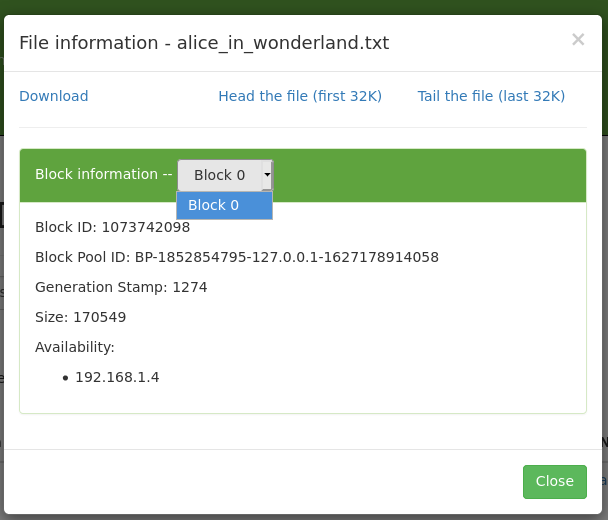 File information - alice_in_wonderland.txt
×
Download Head the file (first 32K) Tail the file (last 32K)
Block information -- Block 0
Block 0
Block ID: 1073742098
Block Pool ID: BP-1852854795-127.0.0.1-1627178914058
Generation Stamp: 1274
Size: 170549
Availability:
• 192.168.1.4
Close